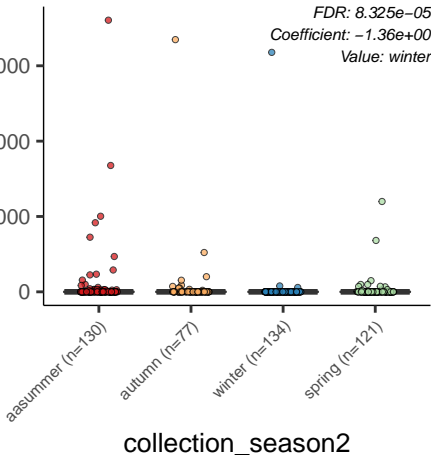 FDR: 8.325e−05
Coefficient: −1.36e+00
Value: winter
000
000
000
0
aasummer (n=130)
autumn (n=77)
winter (n=134)
spring (n=121)
collection_season2